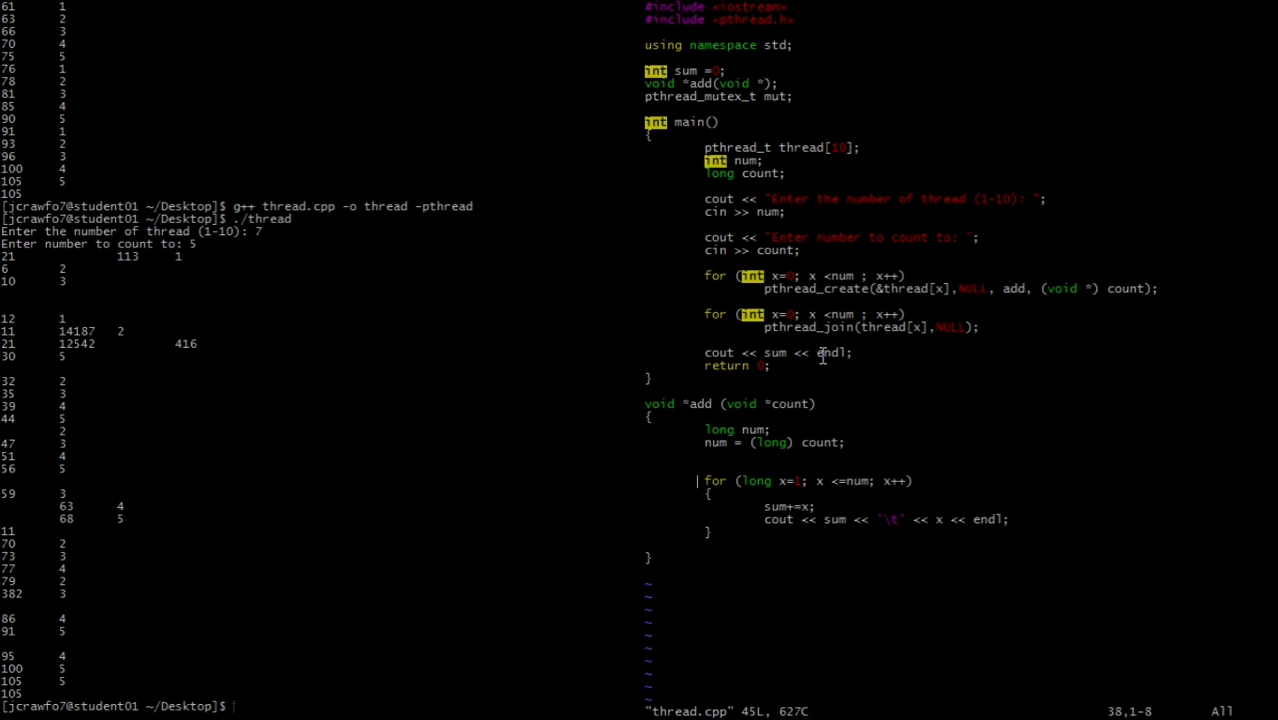 61 1
63 2
66 3
70 4
75 5
76 1
78 2
81 3
85 4
90 5
91 1
93 2
96 3
100 4
105 5
105
[jcrawfo7@student01 ~/Desktop]$ g++ thread.cpp -o thread -pthread
[jcrawfo7@student01 ~/Desktop]$ ./thread
Enter the number of thread (1-10): 7
Enter number to count to: 5
21 113 1
6 2
10 3
12 1
11 14187 2
21 12542 416
30 5
32 2
35 3
39 4
44 5
2
47 3
51 4
56 5
59 3
63 4
68 5
11
70 2
73 3
77 4
79 2
382 3
86 4
91 5
95 4
100 5
105 5
105
[jcrawfo7@student01 ~/Desktop]$
#include <iostream>
#include <pthread.h>
using namespace std;
int sum =0;
void *add(void *);
pthread_mutex_t mut;
int main()
{
pthread_t thread[10];
int num;
long count;
cout << "Enter the number of thread (1-10): ";
cin >> num;
cout << "Enter number to count to: ";
cin >> count;
for (int x=0; x <num ; x++)
pthread_create(&thread[x],NULL, add, (void *) count);
for (int x=0; x <num ; x++)
pthread_join(thread[x],NULL);
cout << sum << endl;
return 0;
}
void *add (void *count)
{
long num;
num = (long) count;
for (long x=1; x <=num; x++)
{
sum+=x;
cout << sum << "\t" << x << endl;
}
}
~
~
~
~
~
~
~
~
~
~
"thread.cpp" 45L, 627C 38,1-8 All